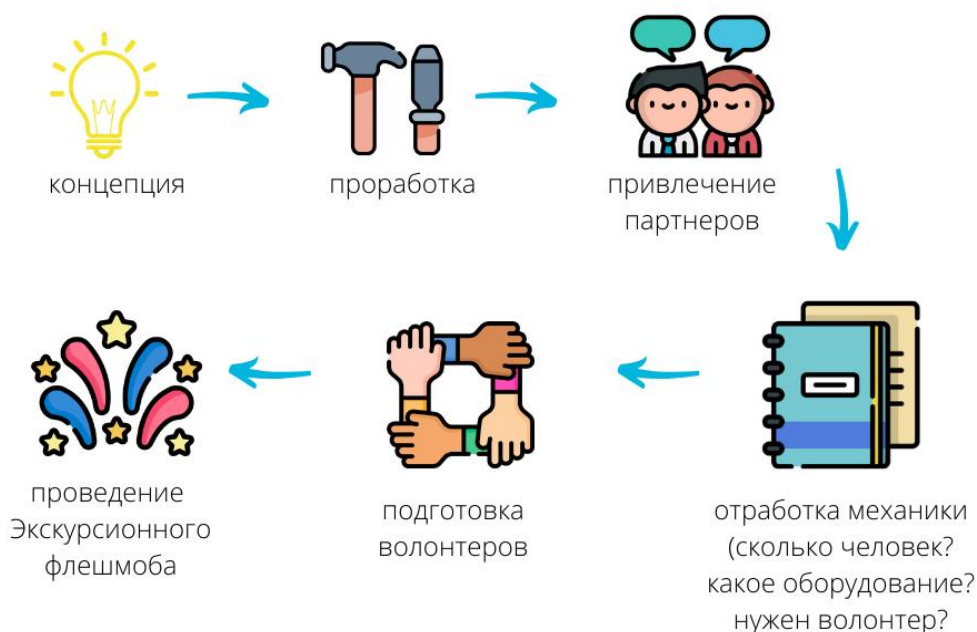 концепция
проработка
привлечение
партнеров
отработка механики
(сколько человек?
какое оборудование?
нужен волонтер?
подготовка
волонтеров
проведение
Экскурсионного
флешмоба